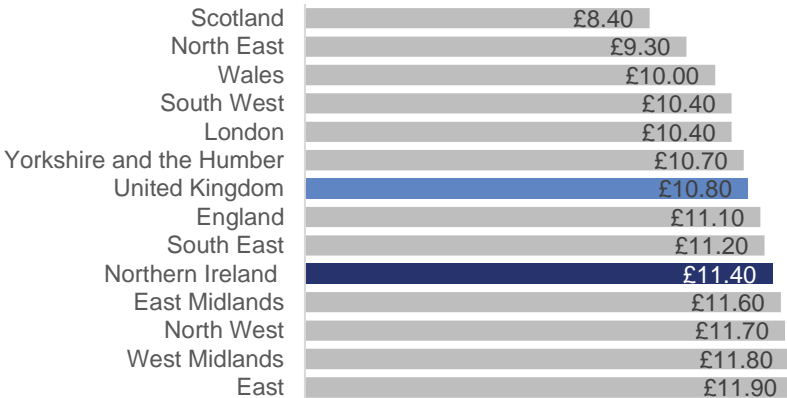 Scotland £8.40
North East £9.30
Wales £10.00
South West £10.40
London £10.40
Yorkshire and the Humber £10.70
United Kingdom £10.80
England £11.10
South East £11.20
Northern Ireland £11.40
East Midlands £11.60
North West £11.70
West Midlands £11.80
East £11.90